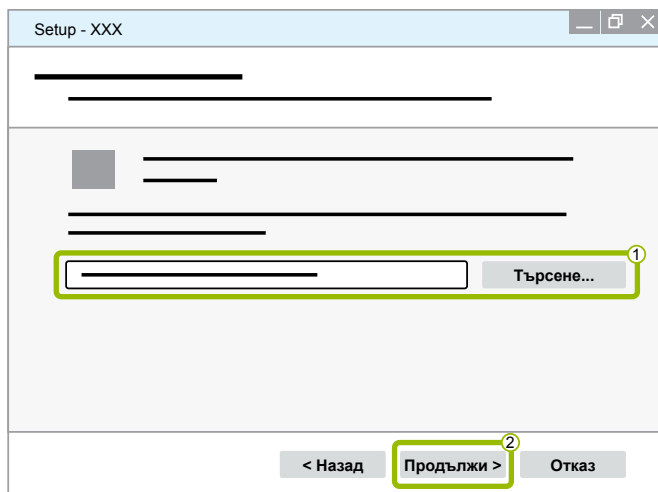 Setup - XXX
1
Търсене...
2
< Назад
Продължи >
Отказ